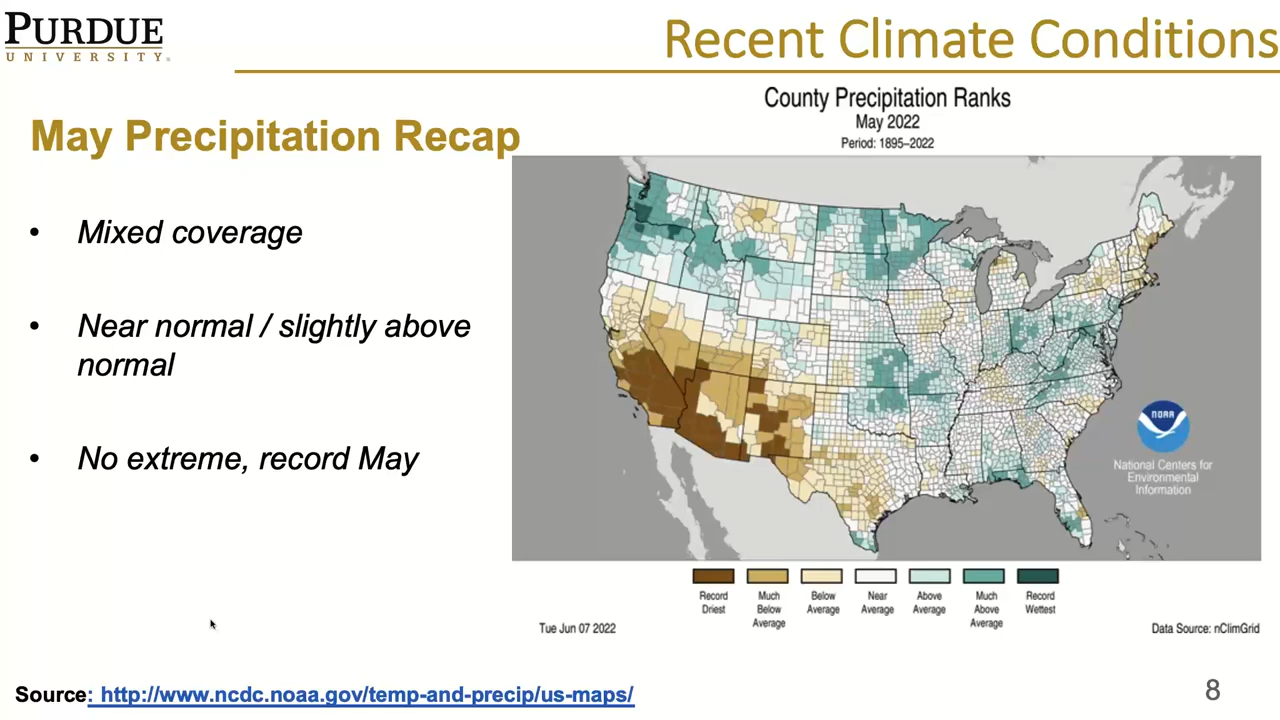 PURDUE
UNIVERSITY.
Recent Climate Conditions
May Precipitation Recap
• Mixed coverage
• Near normal / slightly above
normal
• No extreme, record May
County Precipitation Ranks
May 2022
Period: 1895–2022
NOAA
National Centers for
Environmental
Information
Record
Driest
Much
Below
Average
Below
Average
Near
Average
Above
Average
Much
Above
Average
Record
Wettest
Tue Jun 07 2022
Data Source: nClimGrid
Source: http://www.ncdc.noaa.gov/temp-and-precip/us-maps/
8